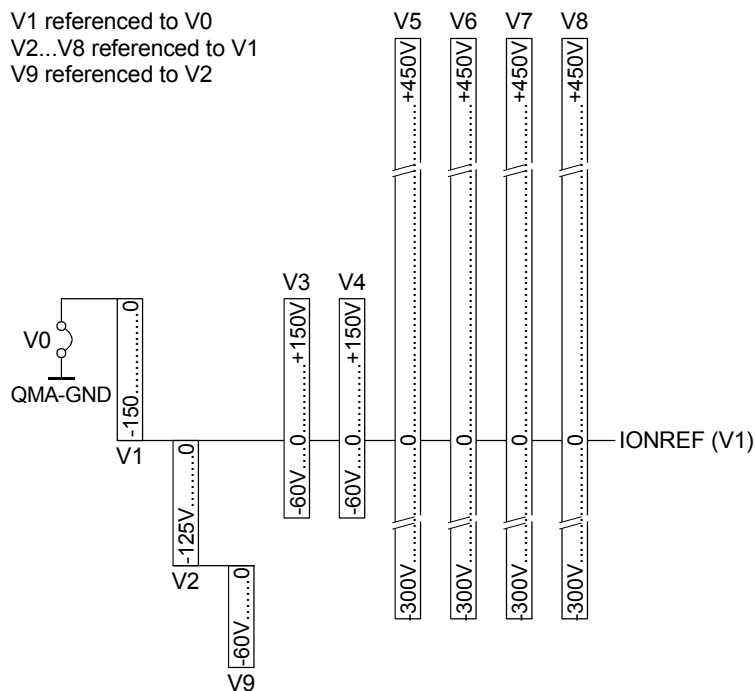 V1 referenced to V0
V2...V8 referenced to V1
V9 referenced to V2
V5 V6 V7 V8
-300V.......0..............................+450V
-300V.......0..............................+450V
-300V.......0..............................+450V
-300V.......0..............................+450V
V3 V4
-60V......0............+150V
-60V......0............+150V
V0
QMA-GND
-150............0
V1
IONREF (V1)
-125V..........0
V2
-60V.......0
V9